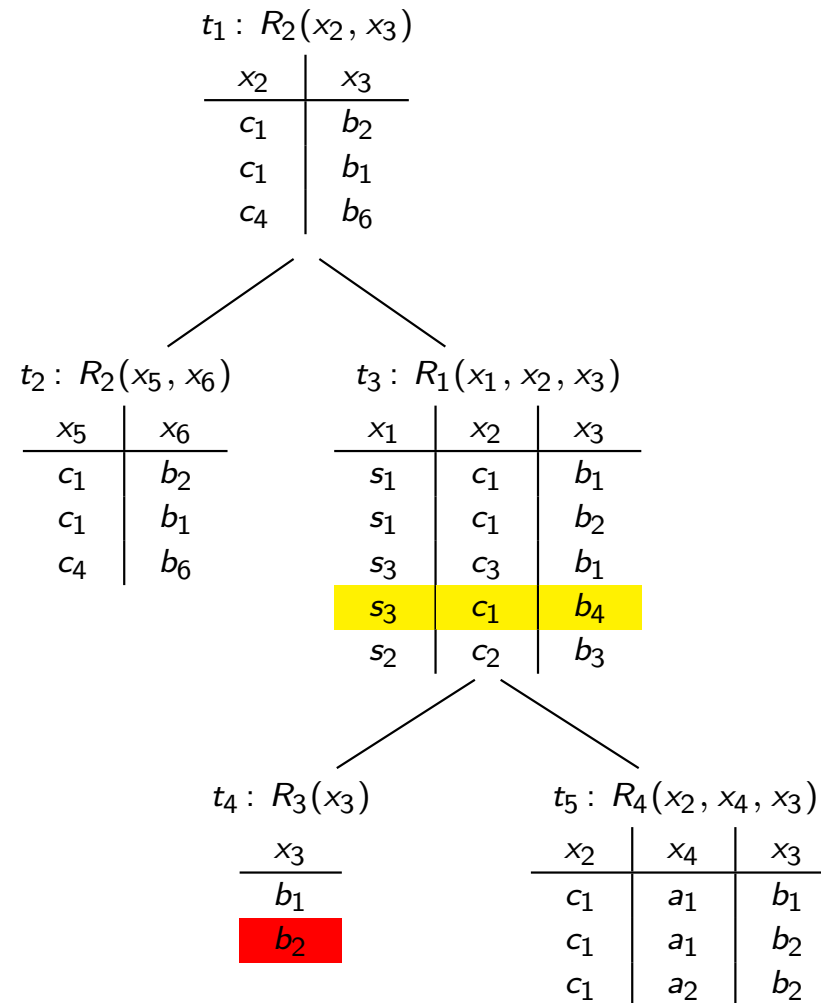 t₁ : R₂(x₂, x₃)
x₂ x₃
c₁ b₂
c₁ b₁
c₄ b₆
t₂ : R₂(x₅, x₆)
x₅ x₆
c₁ b₂
c₁ b₁
c₄ b₆
t₃ : R₁(x₁, x₂, x₃)
x₁ x₂ x₃
s₁ c₁ b₁
s₁ c₁ b₂
s₃ c₃ b₁
s₃ c₁ b₄
s₂ c₂ b₃
t₄ : R₃(x₃)
x₃
b₁
b₂
t₅ : R₄(x₂, x₄, x₃)
x₂ x₄ x₃
c₁ a₁ b₁
c₁ a₁ b₂
c₁ a₂ b₂